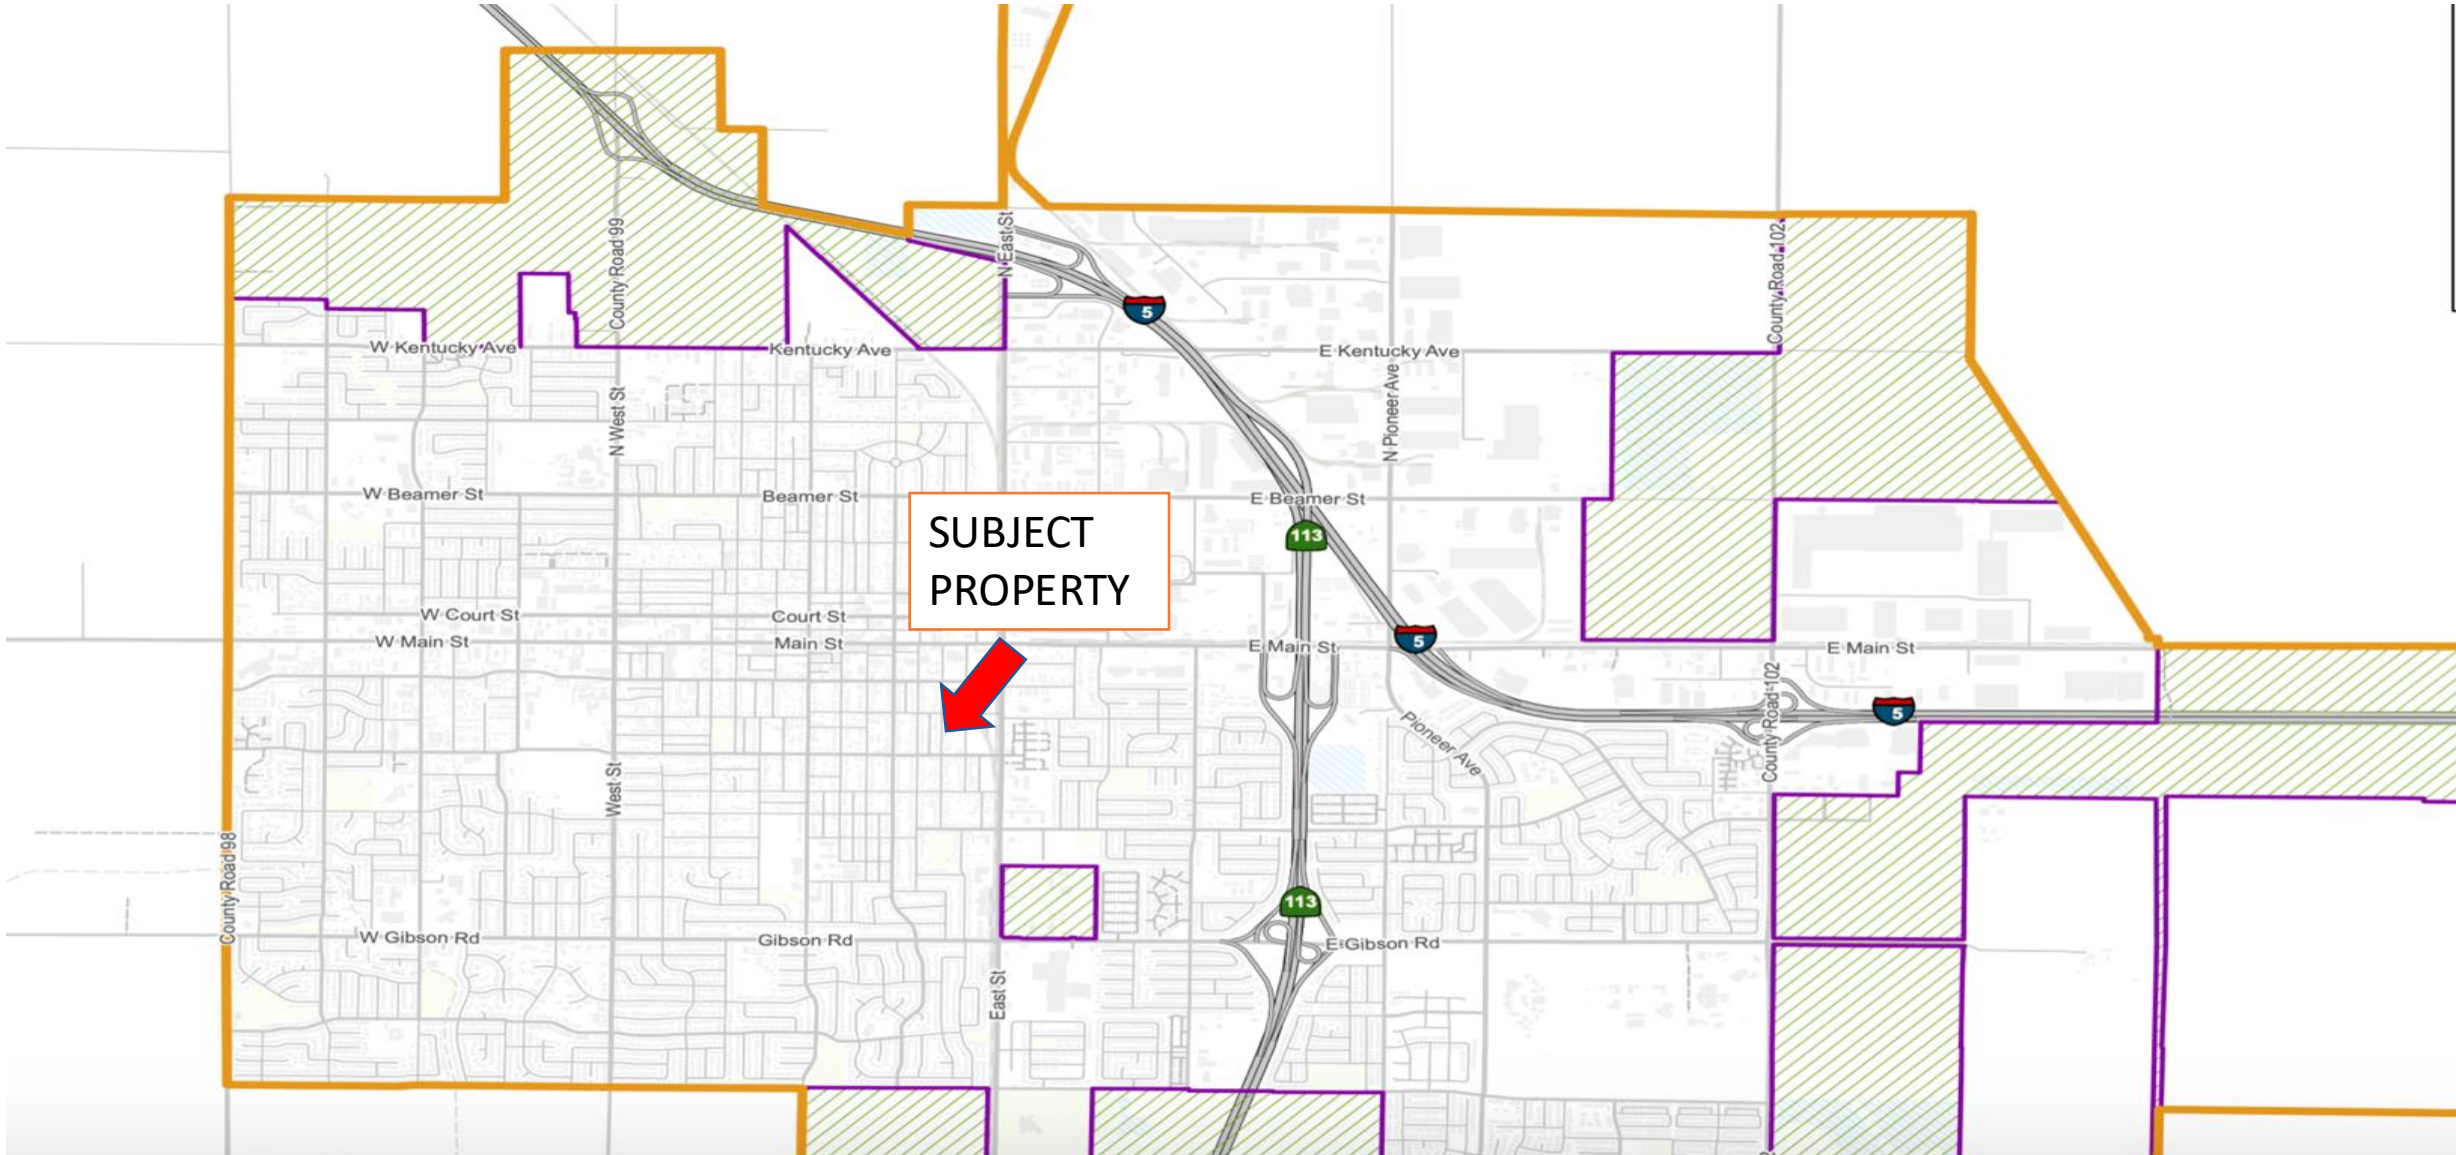 County Road 99
N East St
County Road 102
5
W Kentucky Ave
Kentucky Ave
E Kentucky Ave
N West St
N Pioneer Ave
W Beamer St
Beamer St
E Beamer St
SUBJECT
PROPERTY
113
W Court St
Court St
W Main St
Main St
E Main St
5
E Main St
County Road 102
5
Pioneer Ave
West St
County Road 98
113
W Gibson Rd
Gibson Rd
E Gibson Rd
East St